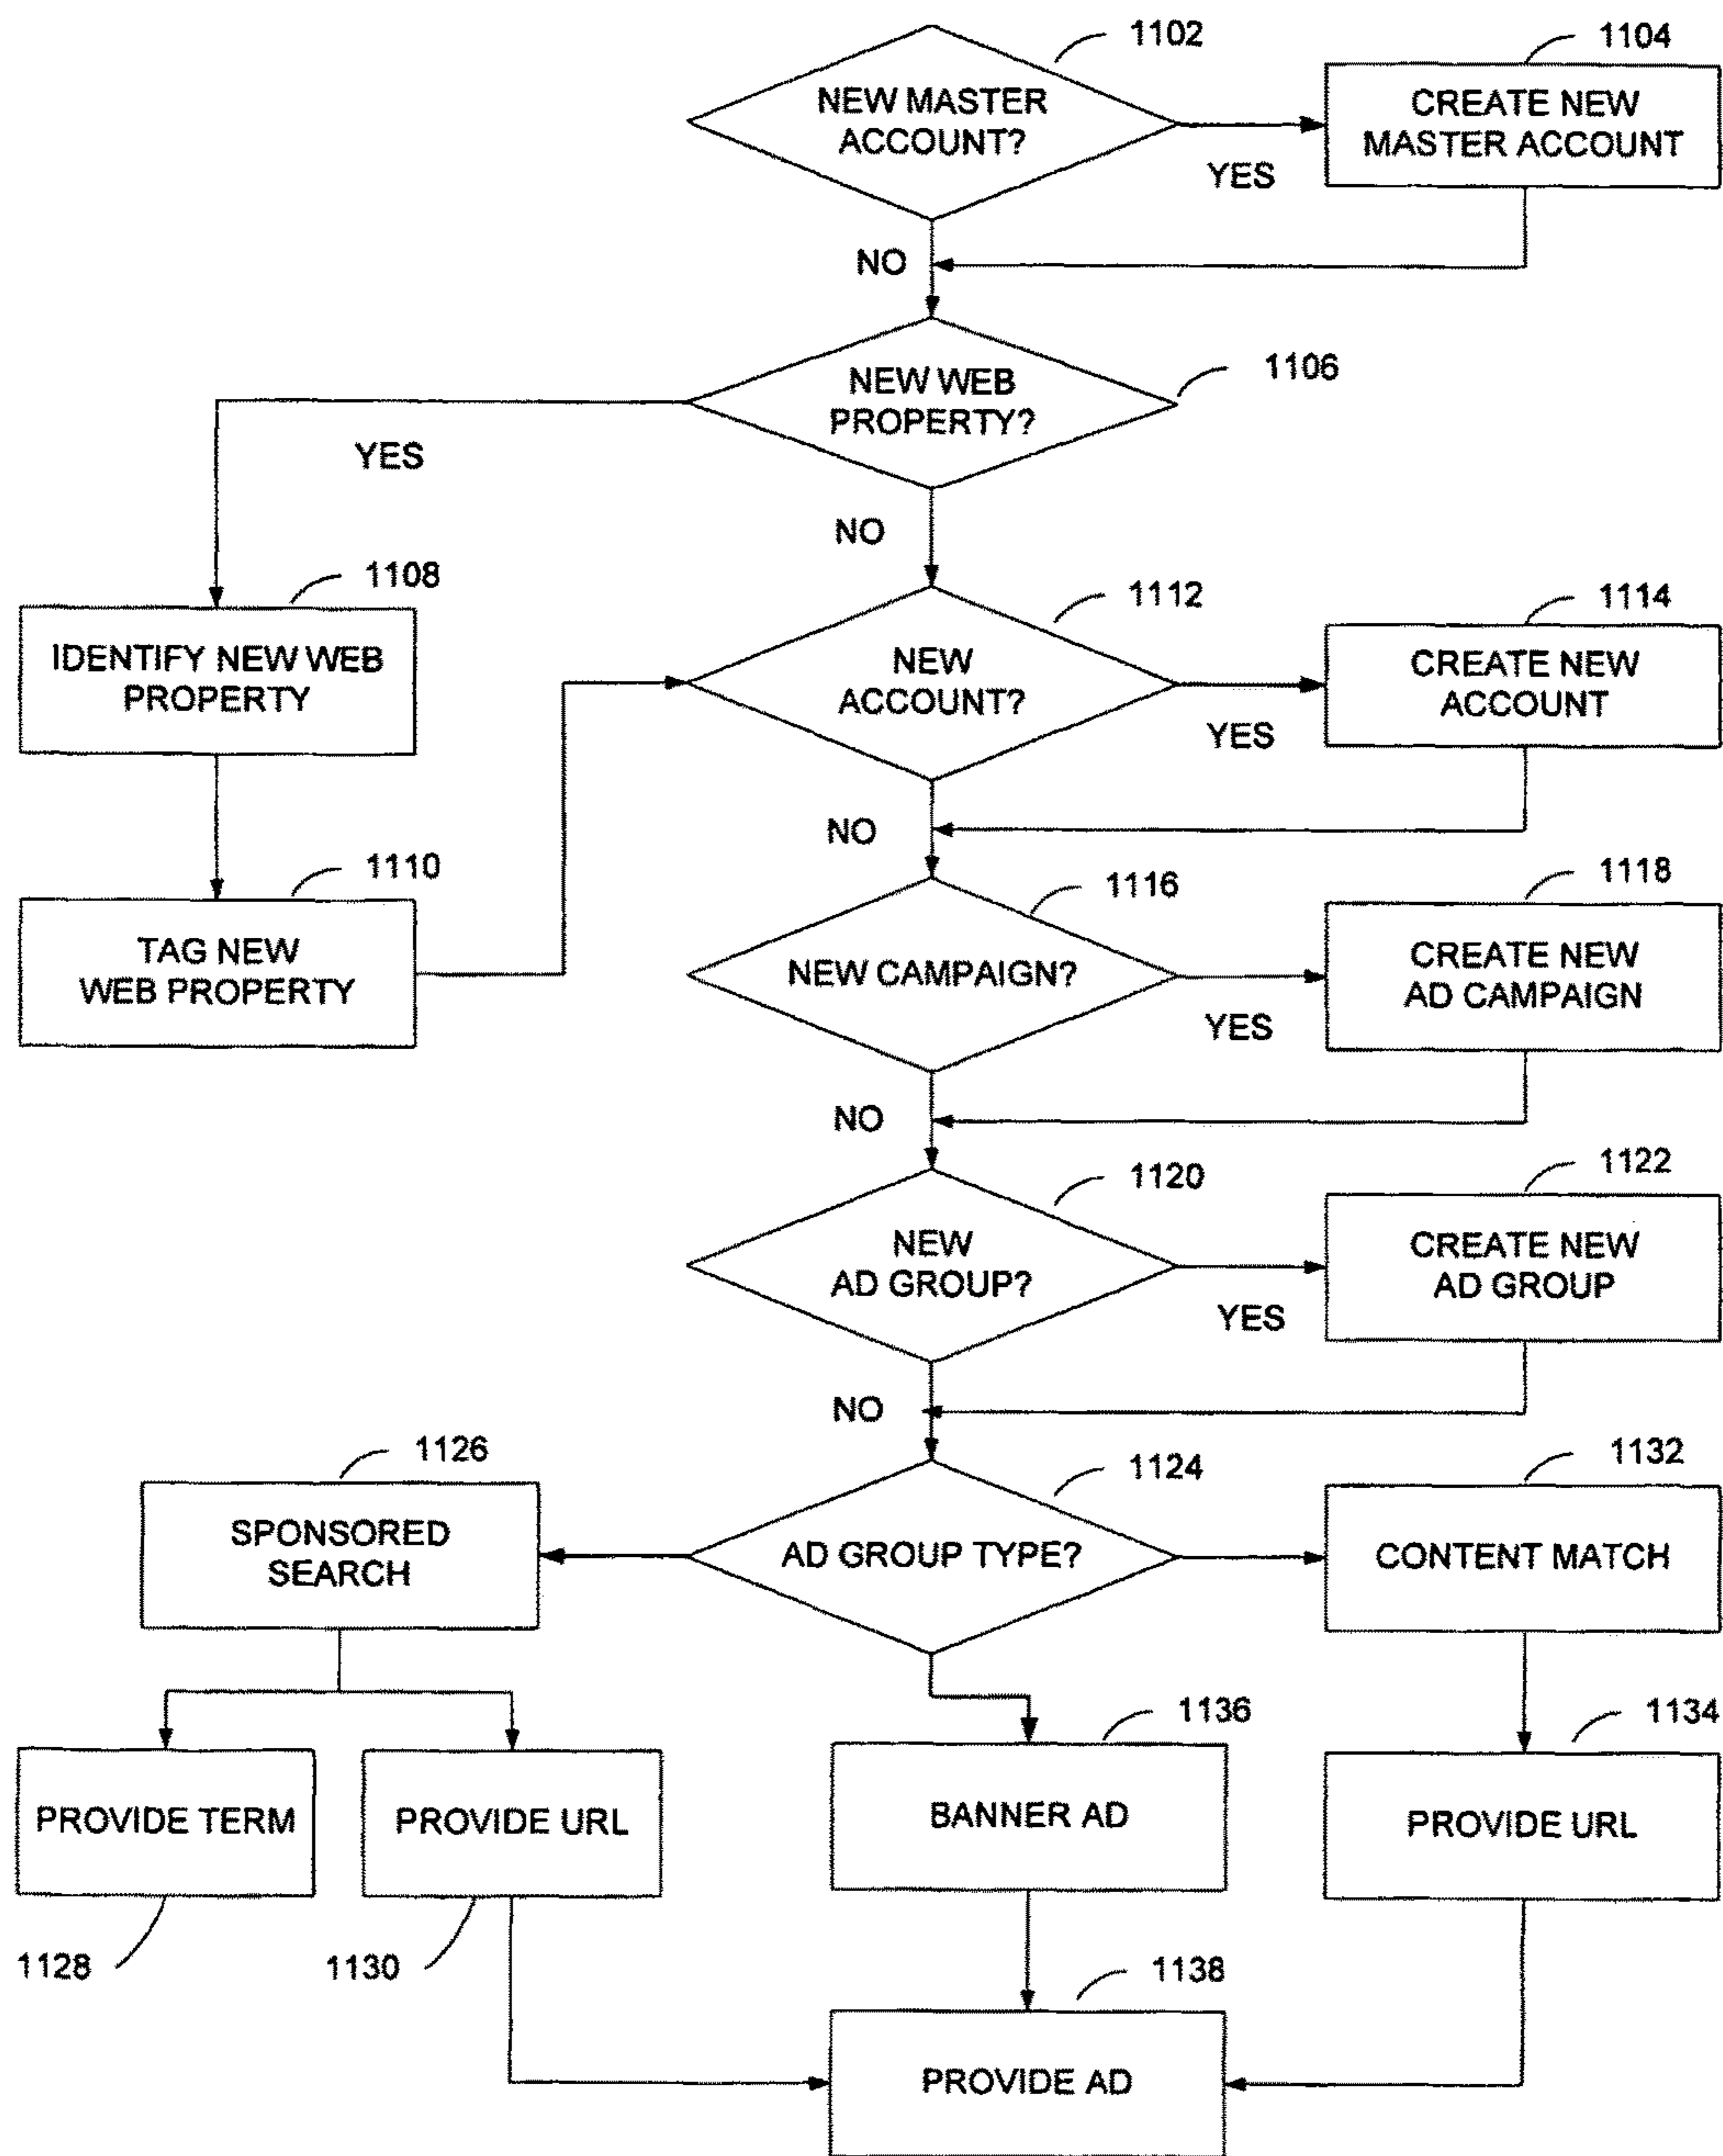 1102
NEW MASTER
ACCOUNT?
YES
1104
CREATE NEW
MASTER ACCOUNT
NO
1106
NEW WEB
PROPERTY?
YES
NO
1108
IDENTIFY NEW WEB
PROPERTY
1110
TAG NEW
WEB PROPERTY
1112
NEW
ACCOUNT?
YES
1114
CREATE NEW
ACCOUNT
NO
1116
NEW CAMPAIGN?
YES
1118
CREATE NEW
AD CAMPAIGN
NO
1120
NEW
AD GROUP?
YES
1122
CREATE NEW
AD GROUP
NO
1124
AD GROUP TYPE?
1126
SPONSORED
SEARCH
1132
CONTENT MATCH
PROVIDE TERM
1128
PROVIDE URL
1130
1136
BANNER AD
1134
PROVIDE URL
1138
PROVIDE AD